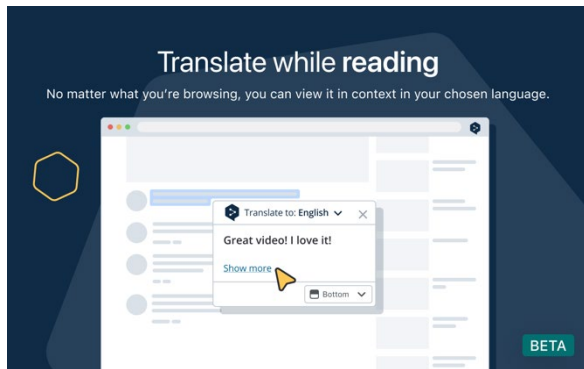 Translate while reading
No matter what you're browsing, you can view it in context in your chosen language.
Translate to: English
Great video! I love it!
Show more
Bottom
BETA